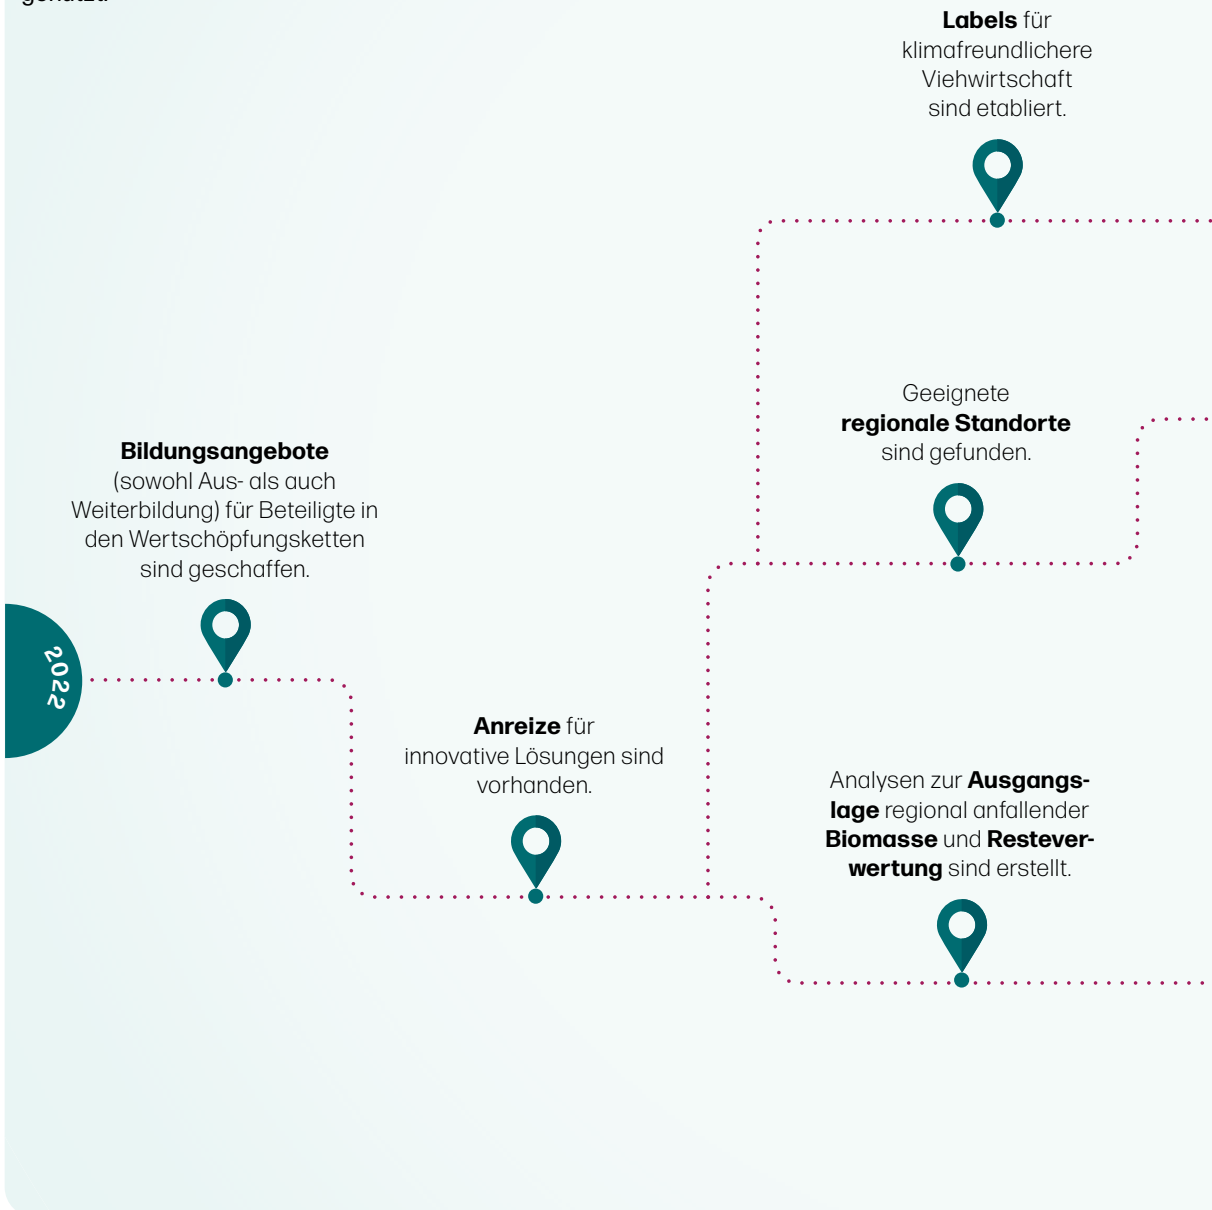 Labels für
klimafreundlichere
Viehwirtschaft
sind etabliert.
Geeignete
regionale Standorte
sind gefunden.
Bildungsangebote
(sowohl Aus- als auch
Weiterbildung) für Beteiligte in
den Wertschöpfungsketten
sind geschaffen.
2022
Anreize für
innovative Lösungen sind
vorhanden.
Analysen zur Ausgangs-
lage regional anfallender
Biomasse und Restever-
wertung sind erstellt.